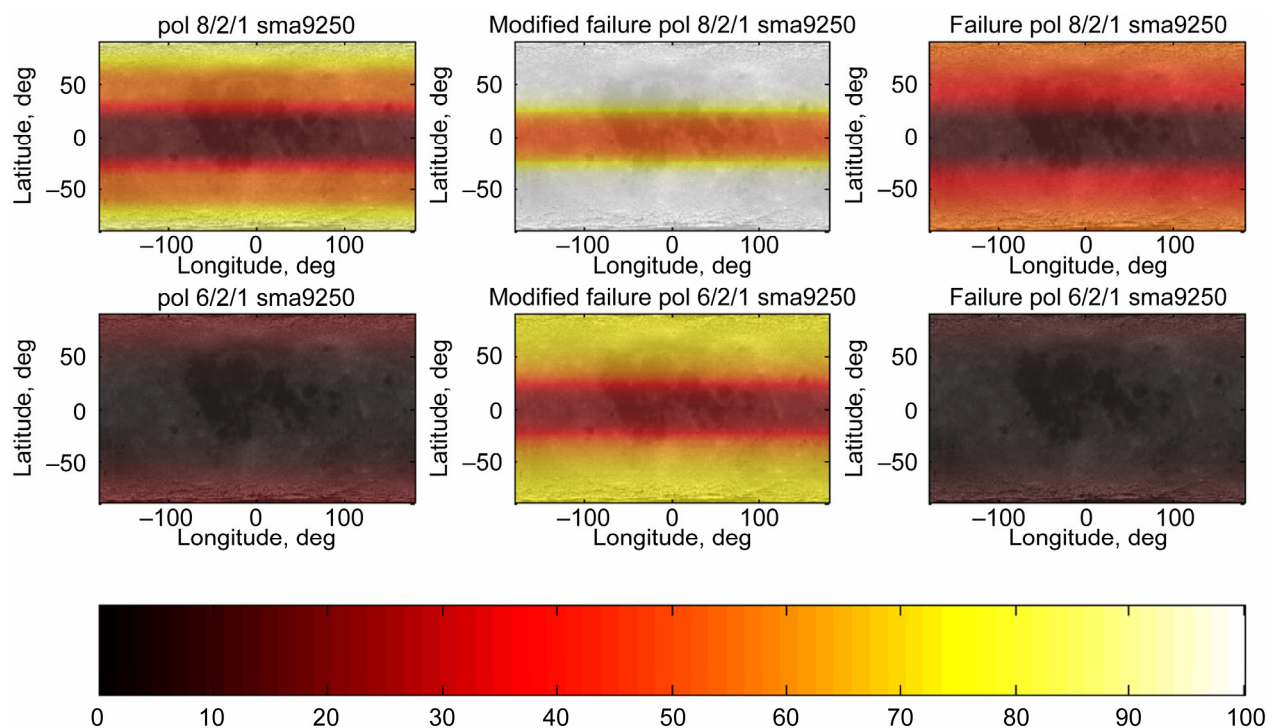 pol 8/2/1 sma9250
Modified failure pol 8/2/1 sma9250
Failure pol 8/2/1 sma9250
Latitude, deg
50
0
–50
–100 0 100
Longitude, deg
Latitude, deg
50
0
–50
–100 0 100
Longitude, deg
Latitude, deg
50
0
–50
–100 0 100
Longitude, deg
pol 6/2/1 sma9250
Modified failure pol 6/2/1 sma9250
Failure pol 6/2/1 sma9250
Latitude, deg
50
0
–50
–100 0 100
Longitude, deg
Latitude, deg
50
0
–50
–100 0 100
Longitude, deg
Latitude, deg
50
0
–50
–100 0 100
Longitude, deg
0 10 20 30 40 50 60 70 80 90 100